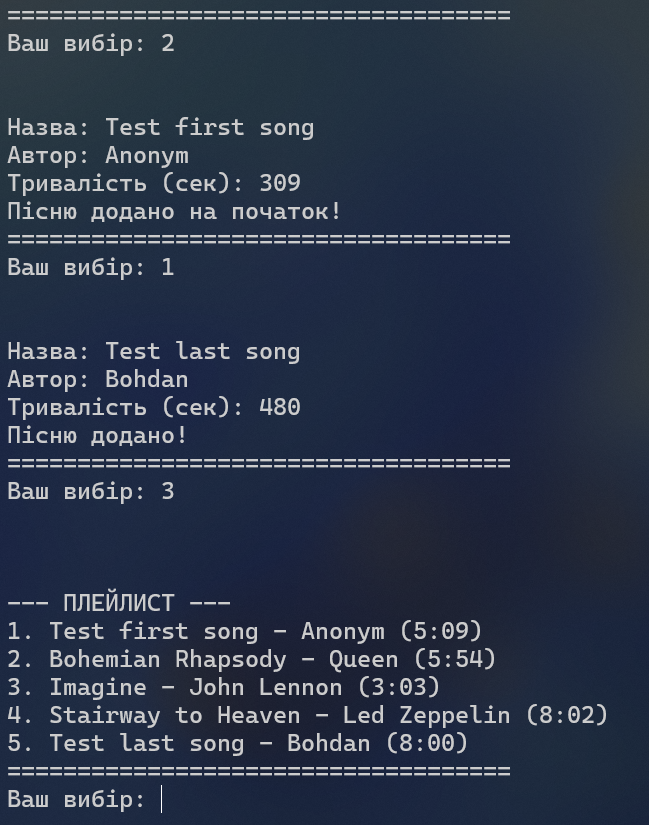 ====================================
Ваш вибір: 2
Назва: Test first song
Автор: Anonym
Тривалість (сек): 309
Пісню додано на початок!
====================================
Ваш вибір: 1
Назва: Test last song
Автор: Bohdan
Тривалість (сек): 480
Пісню додано!
====================================
Ваш вибір: 3
--- ПЛЕЙЛИСТ ---
1. Test first song - Anonym (5:09)
2. Bohemian Rhapsody - Queen (5:54)
3. Imagine - John Lennon (3:03)
4. Stairway to Heaven - Led Zeppelin (8:02)
5. Test last song - Bohdan (8:00)
====================================
Ваш вибір: